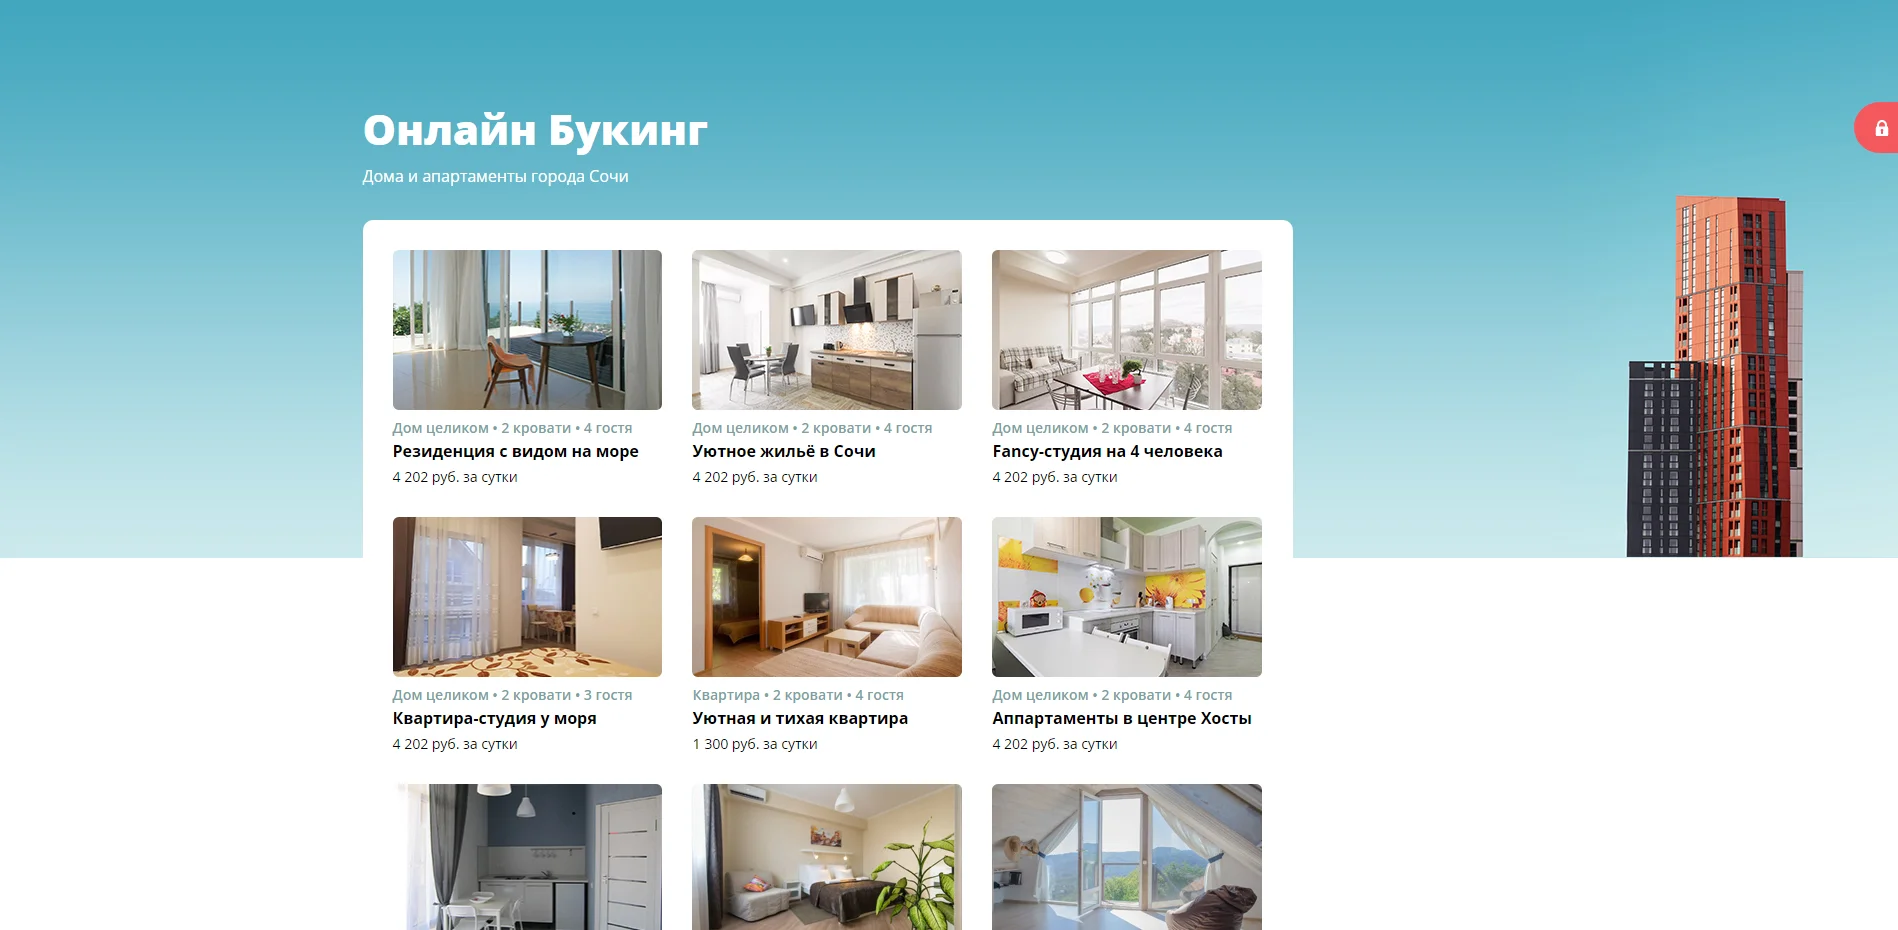 Онлайн Букинг
Дома и апартаменты города Сочи
Дом целиком • 2 кровати • 4 гостя
Резиденция с видом на море
4 202 руб. за сутки
Дом целиком • 2 кровати • 4 гостя
Уютное жильё в Сочи
4 202 руб. за сутки
Дом целиком • 2 кровати • 4 гостя
Fancy-студия на 4 человека
4 202 руб. за сутки
Дом целиком • 2 кровати • 3 гостя
Квартира-студия у моря
4 202 руб. за сутки
Квартира • 2 кровати • 4 гостя
Уютная и тихая квартира
1 300 руб. за сутки
Дом целиком • 2 кровати • 4 гостя
Аппартаменты в центре Хосты
4 202 руб. за сутки